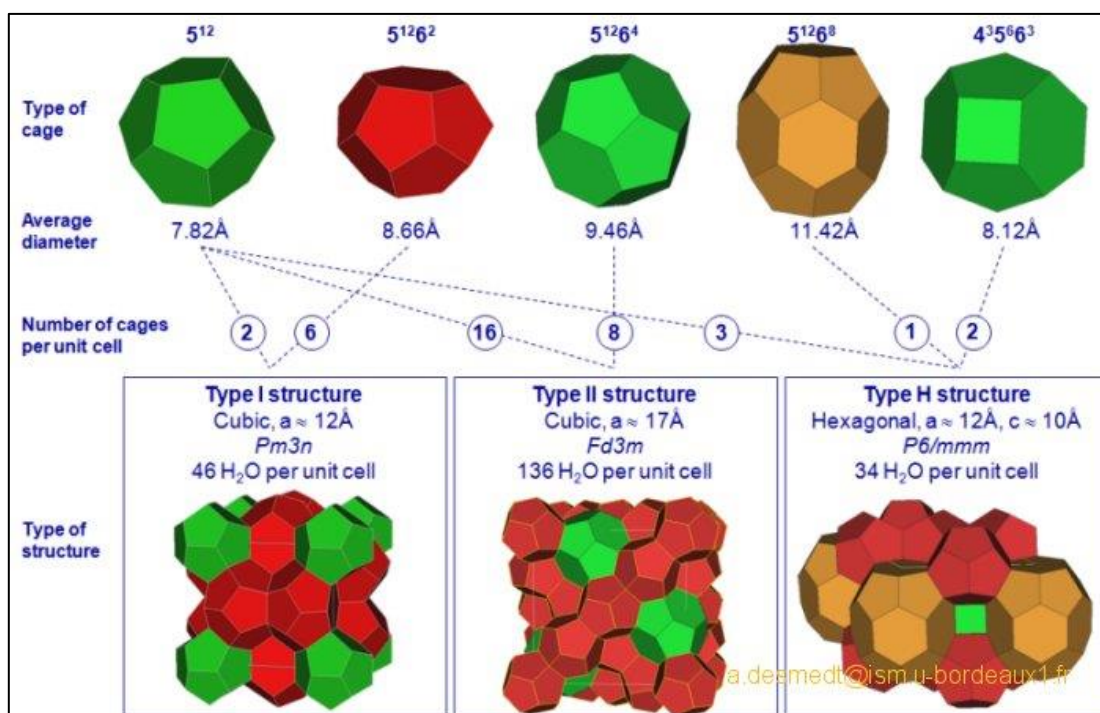 5¹² 5¹²6² 5¹²6⁴ 5¹²6⁸ 4³5⁶6³
Type of
cage
Average
diameter
7.82Å 8.66Å 9.46Å 11.42Å 8.12Å
Number of cages
per unit cell
2 6 16 8 3 1 2
Type I structure
Cubic, a ≈ 12Å
Pm3n
46 H₂O per unit cell
Type II structure
Cubic, a ≈ 17Å
Fd3m
136 H₂O per unit cell
Type H structure
Hexagonal, a ≈ 12Å, c ≈ 10Å
P6/mmm
34 H₂O per unit cell
Type of
structure
a.desmedt@ism.u-bordeaux1.fr